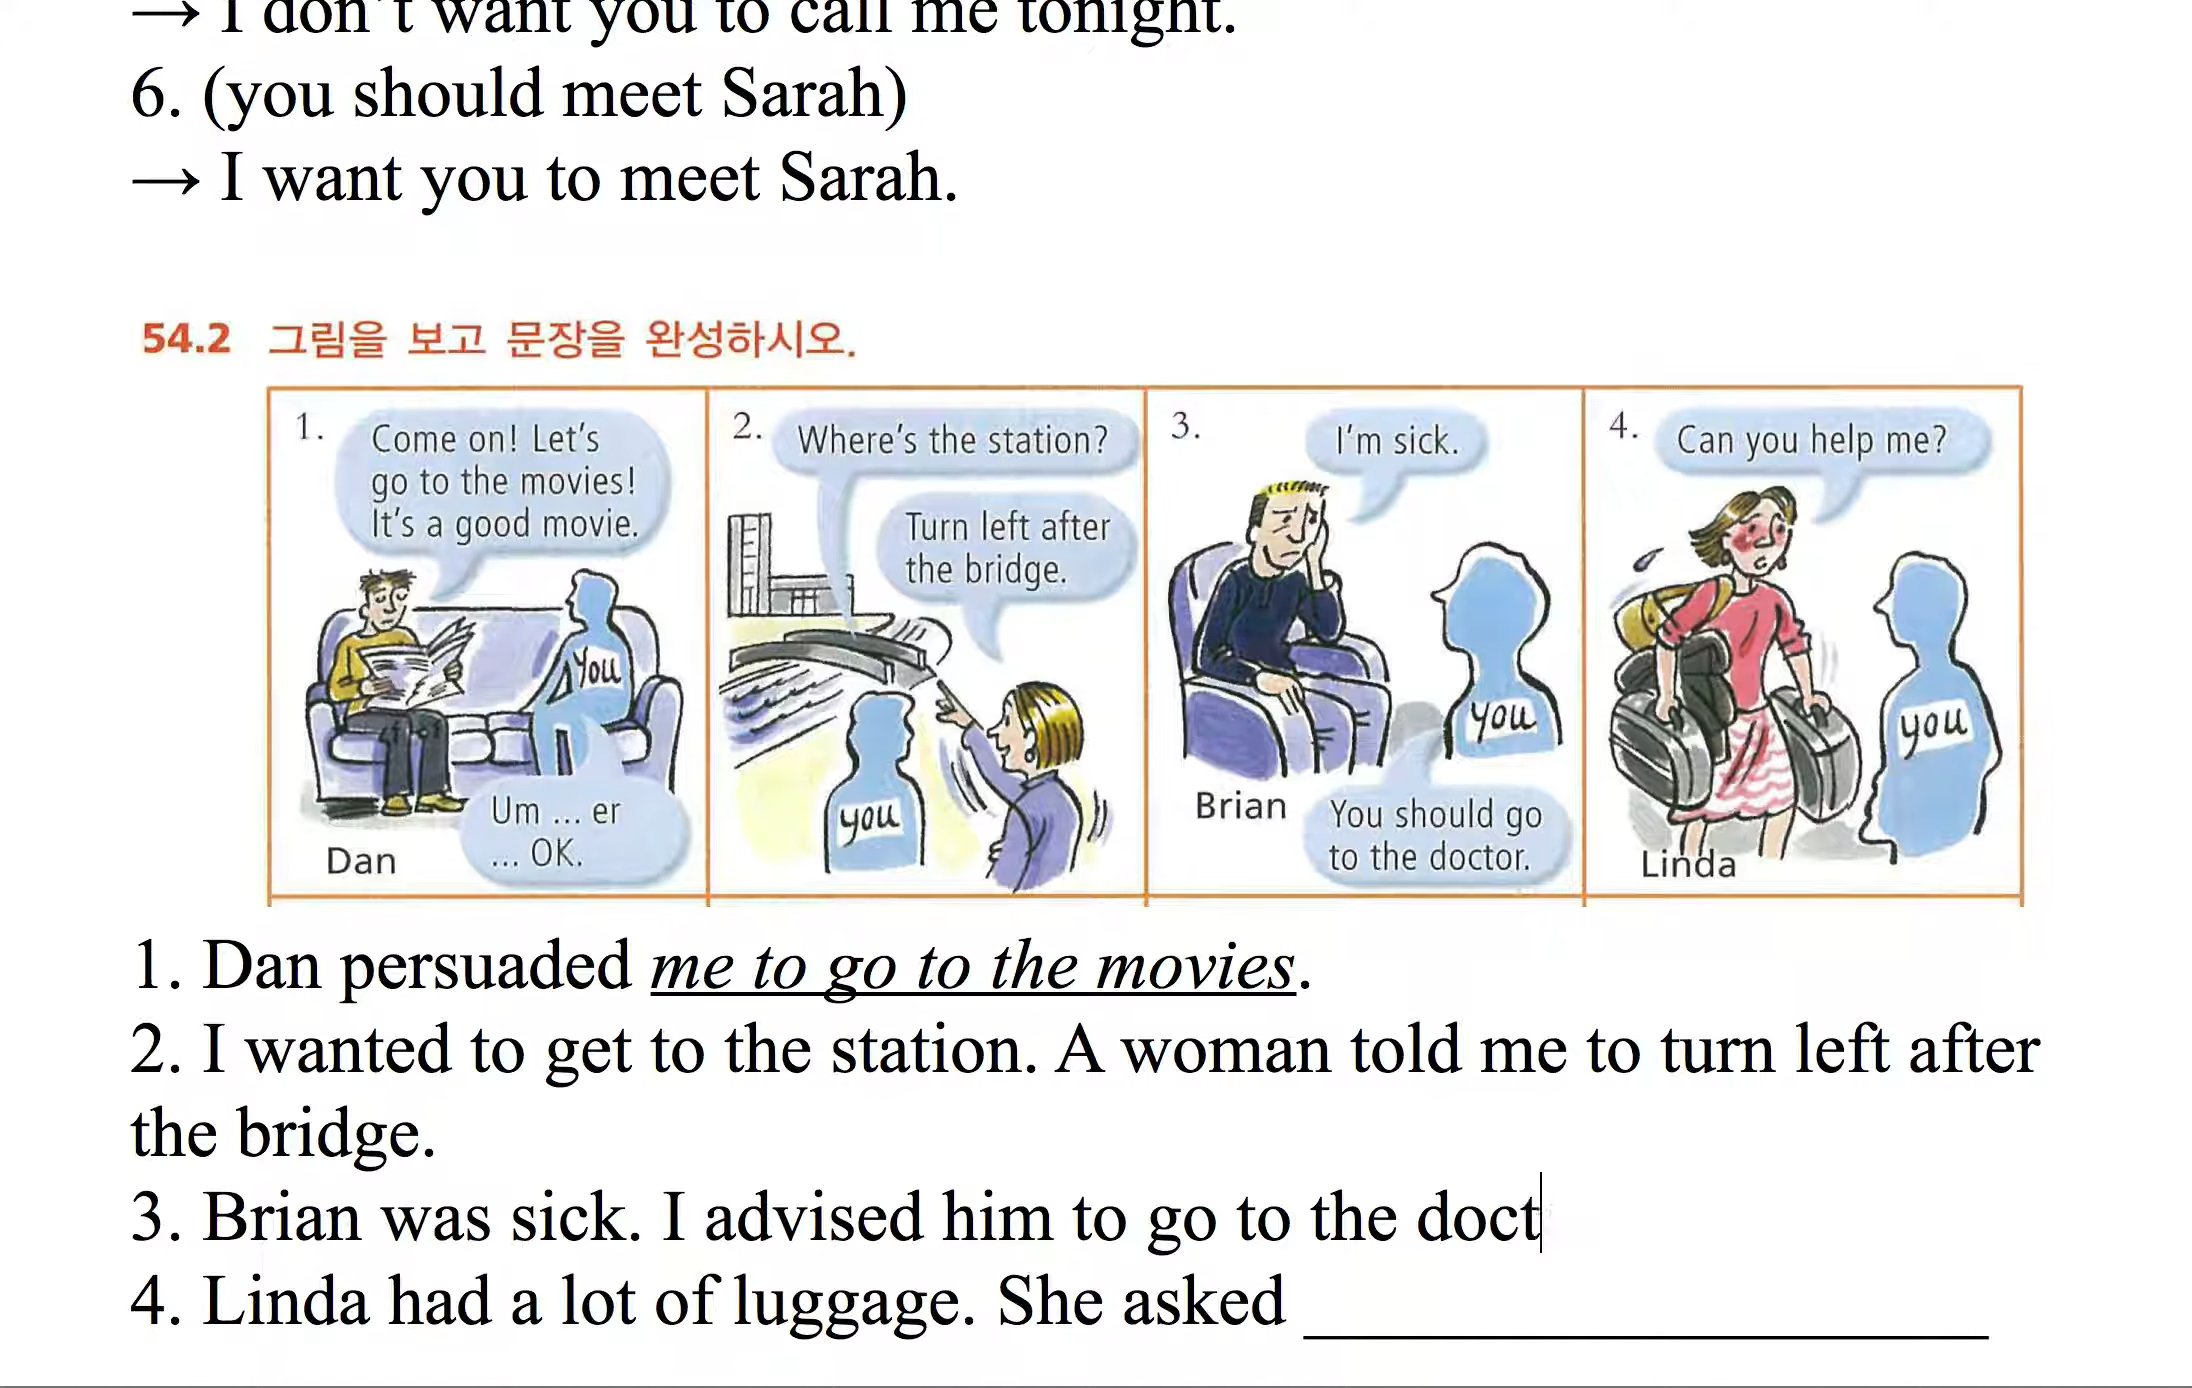 → I don't want you to call me tonight.
6. (you should meet Sarah)
→ I want you to meet Sarah.
54.2 그림을 보고 문장을 완성하시오.
1.
Come on! Let's
go to the movies!
It's a good movie.
you
Um ... er
... OK.
Dan
2.
Where's the station?
Turn left after
the bridge.
you
3.
I'm sick.
you
Brian
You should go
to the doctor.
4.
Can you help me?
you
Linda
1. Dan persuaded me to go to the movies.
2. I wanted to get to the station. A woman told me to turn left after
the bridge.
3. Brian was sick. I advised him to go to the doct
4. Linda had a lot of luggage. She asked ____________________